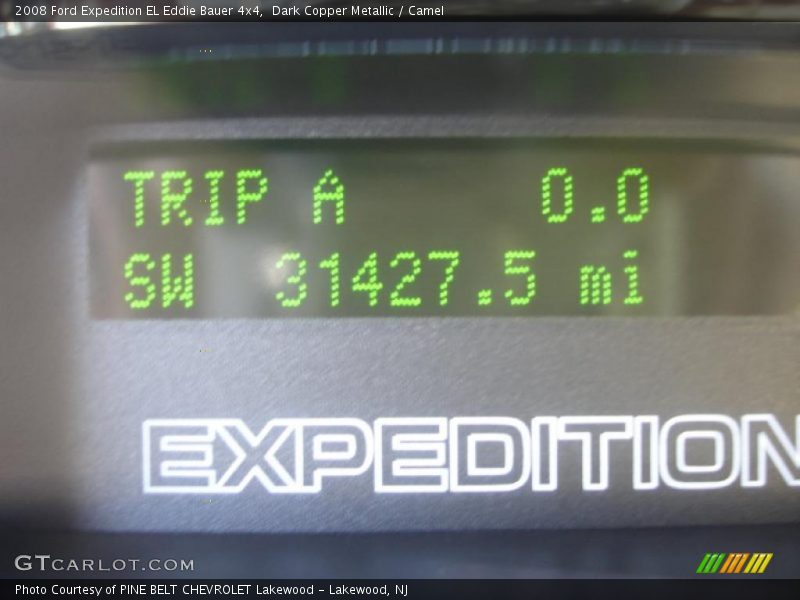 2008 Ford Expedition EL Eddie Bauer 4x4, Dark Copper Metallic / Camel
TRIP A 0.0
SW 31427.5 mi
EXPEDITION
GTCARLOT.COM
Photo Courtesy of PINE BELT CHEVROLET Lakewood - Lakewood, NJ